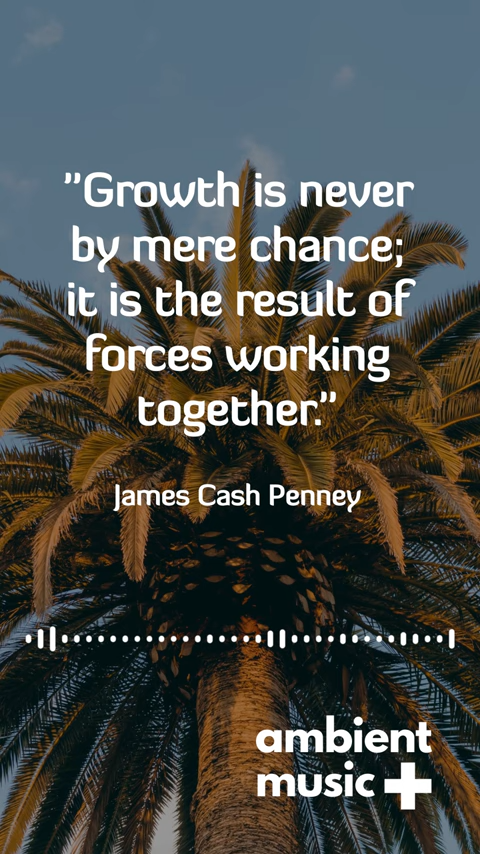 ”Growth is never
by mere chance;
it is the result of
forces working
together.”
James Cash Penney
ambient
music+